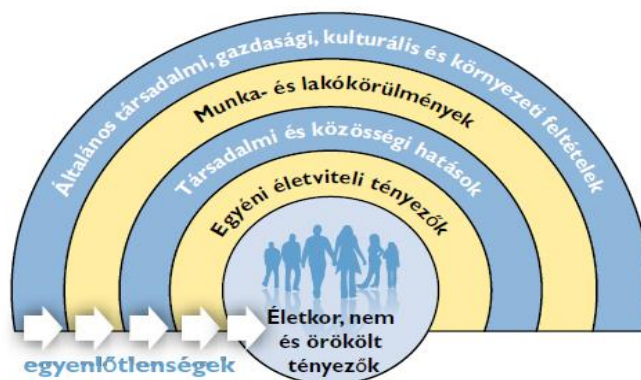 Általános társadalmi, gazdasági, kulturális és környezeti feltételek
Munka- és lakókörülmények
Társadalmi és közösségi hatások
Egyéni életviteli tényezők
Életkor, nem
és örökölt
tényezők
egyenlőtlenségek